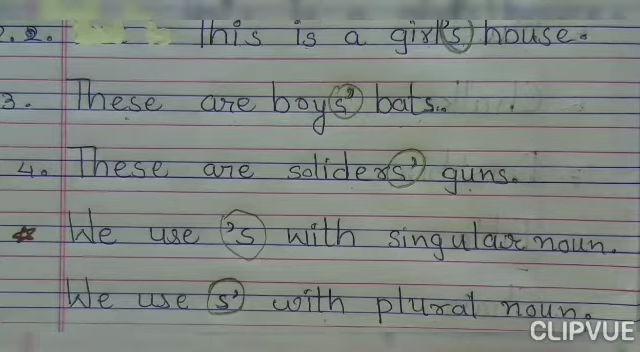 2. This is a girl's house.
3. These are boys' bats.
4. These are soliders' guns.
We use 's with singular noun.
We use s' with plural noun.
CLIPVUE